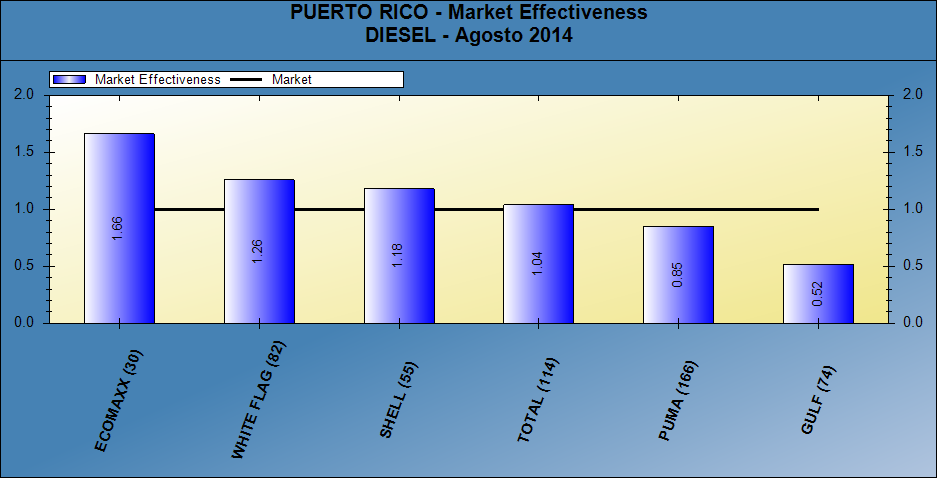 PUERTO RICO - Market Effectiveness
DIESEL - Agosto 2014
Market Effectiveness Market
2.0 2.0
1.5 1.5
1.0 1.0
0.5 0.5
0.0 0.0
1.66
1.26
1.18
1.04
0.85
0.52
ECOMAXX (30)
WHITE FLAG (82)
SHELL (55)
TOTAL (114)
PUMA (166)
GULF (74)